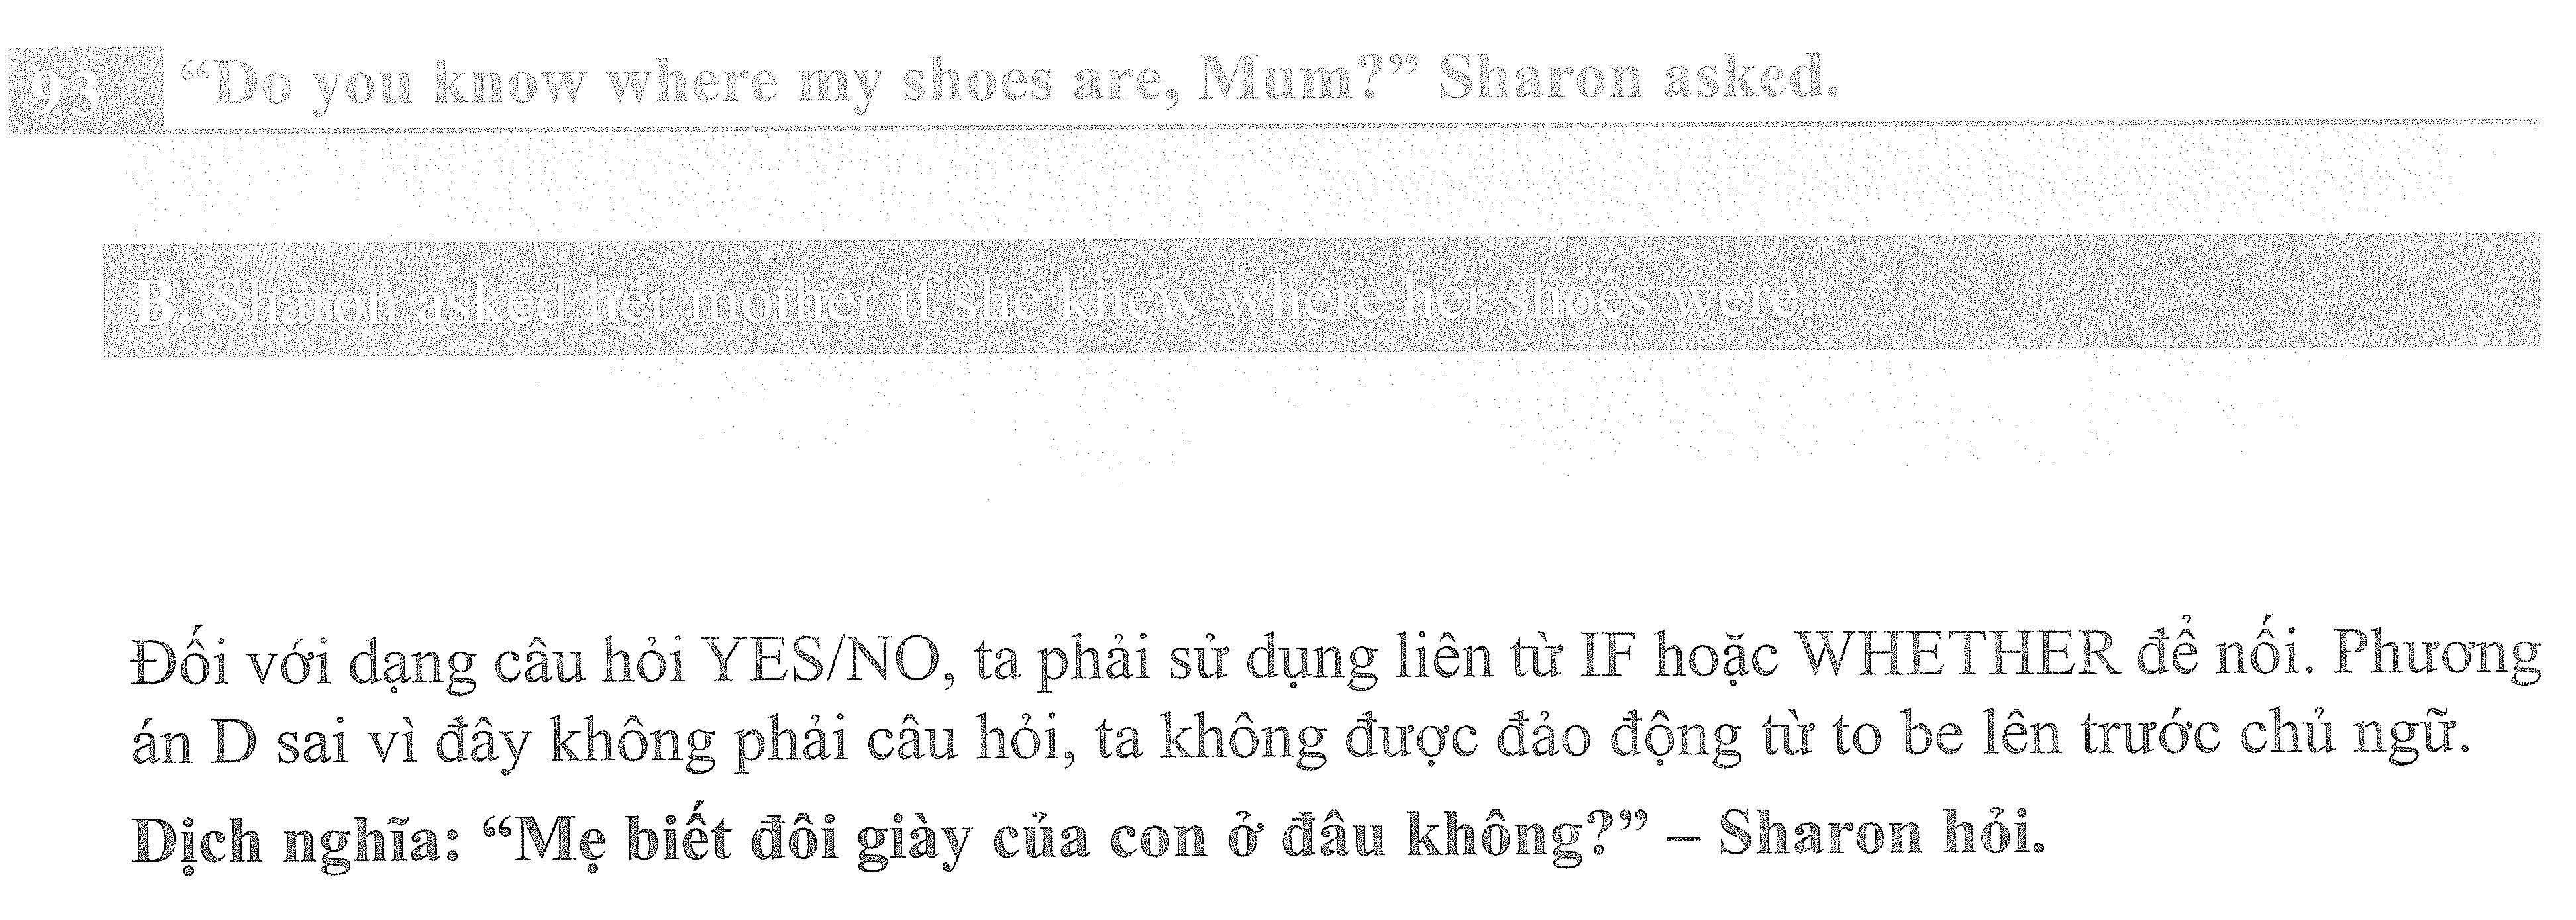 93 “Do you know where my shoes are, Mum?” Sharon asked.
B. Sharon asked her mother if she knew where her shoes were.
Đối với dạng câu hỏi YES/NO, ta phải sử dụng liên từ IF hoặc WHETHER để nối. Phương
án D sai vì đây không phải câu hỏi, ta không được đảo động từ to be lên trước chủ ngữ.
Dịch nghĩa: “Mẹ biết đôi giày của con ở đâu không?” – Sharon hỏi.